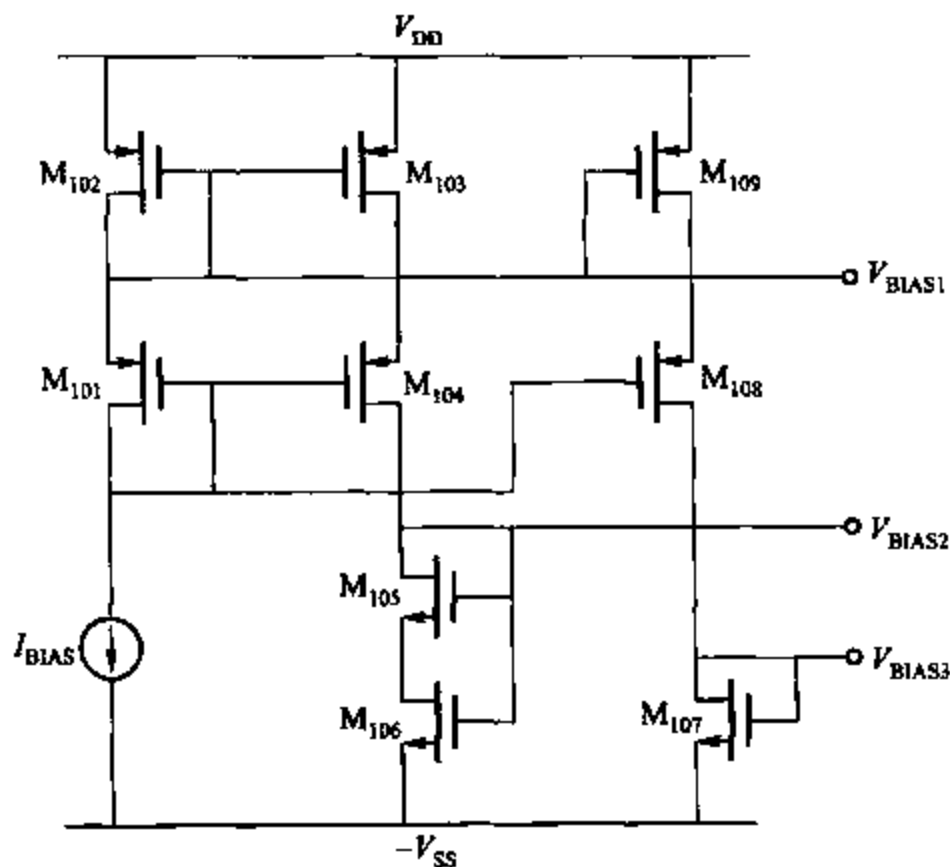 V_DD
M_102
M_103
M_109
V_BIAS1
M_101
M_104
M_108
V_BIAS2
M_105
I_BIAS
V_BIAS3
M_106
M_107
-V_SS